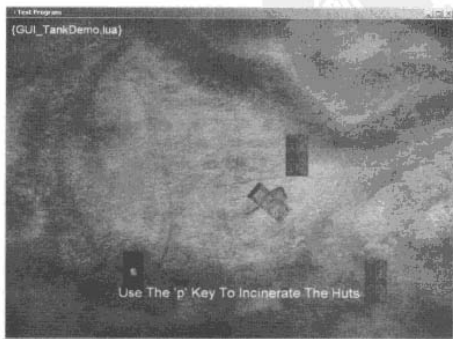 Test Program
{GUI_TankDemo.lua}
Use The 'p' Key To Incinerate The Huts